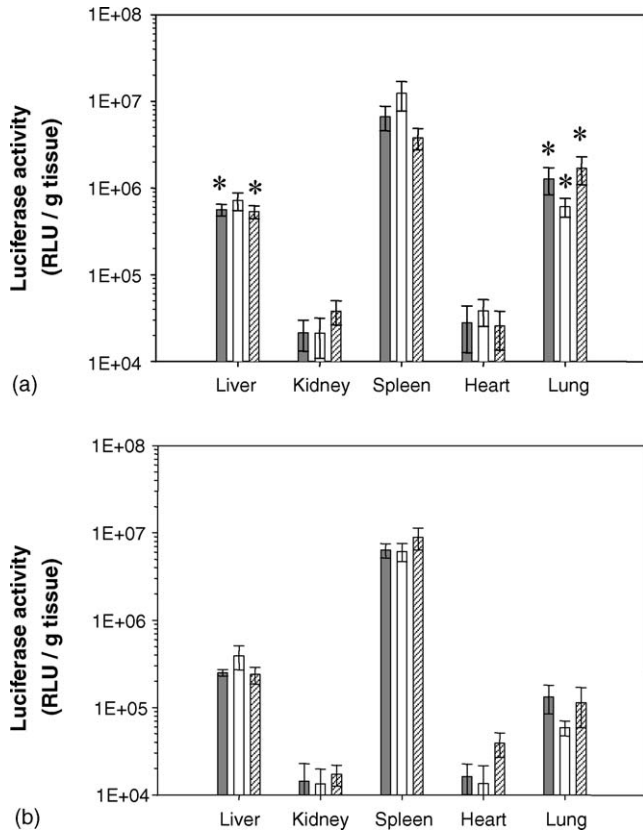 1E+08
1E+07
1E+06
1E+05
1E+04
Luciferase activity
(RLU / g tissue)
* * * * *
(a)
Liver Kidney Spleen Heart Lung
1E+08
1E+07
1E+06
1E+05
1E+04
Luciferase activity
(RLU / g tissue)
(b)
Liver Kidney Spleen Heart Lung